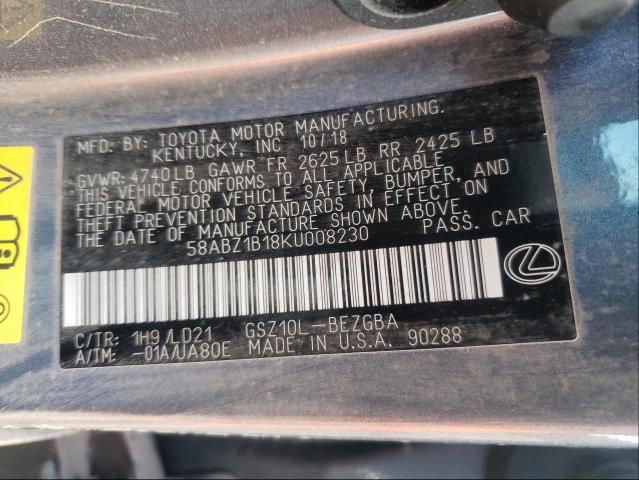 MFD. BY: TOYOTA MOTOR MANUFACTURING.
KENTUCKY, INC 10/18
GVWR: 4740LB GAWR FR 2625LB RR 2425 LB
THIS VEHICLE CONFORMS TO ALL APPLICABLE
FEDERAL MOTOR VEHICLE SAFETY, BUMPER, AND
THEFT PREVENTION STANDARDS IN EFFECT ON
THE DATE OF MANUFACTURE SHOWN ABOVE.
58ABZ1B18KU008230 PASS. CAR
C/TR: 1H9/LD21 GSZ10L-BEZGBA
A/TM: -01A/UA80E MADE IN U.S.A. 90288